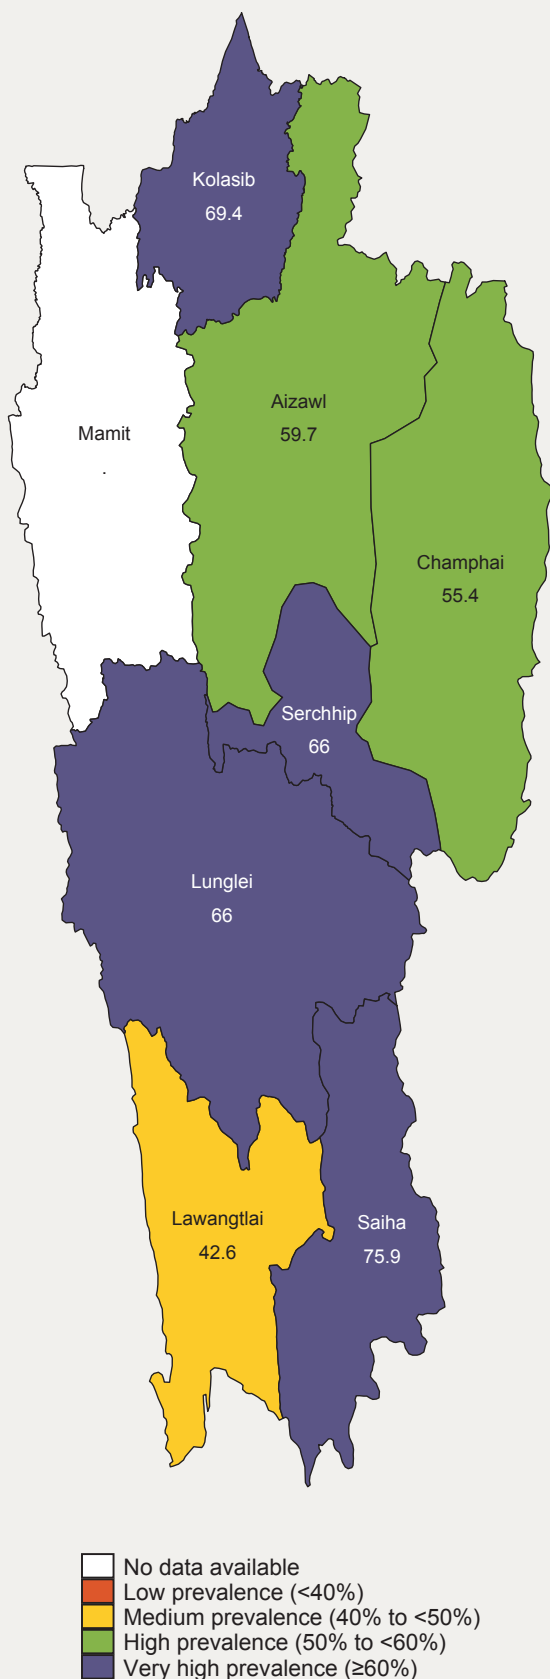 Kolasib
69.4
Aizawl
59.7
Mamit
.
Champhai
55.4
Serchhip
66
Lunglei
66
Lawangtlai
42.6
Saiha
75.9
No data available
Low prevalence (<40%)
Medium prevalence (40% to <50%)
High prevalence (50% to <60%)
Very high prevalence (≥60%)